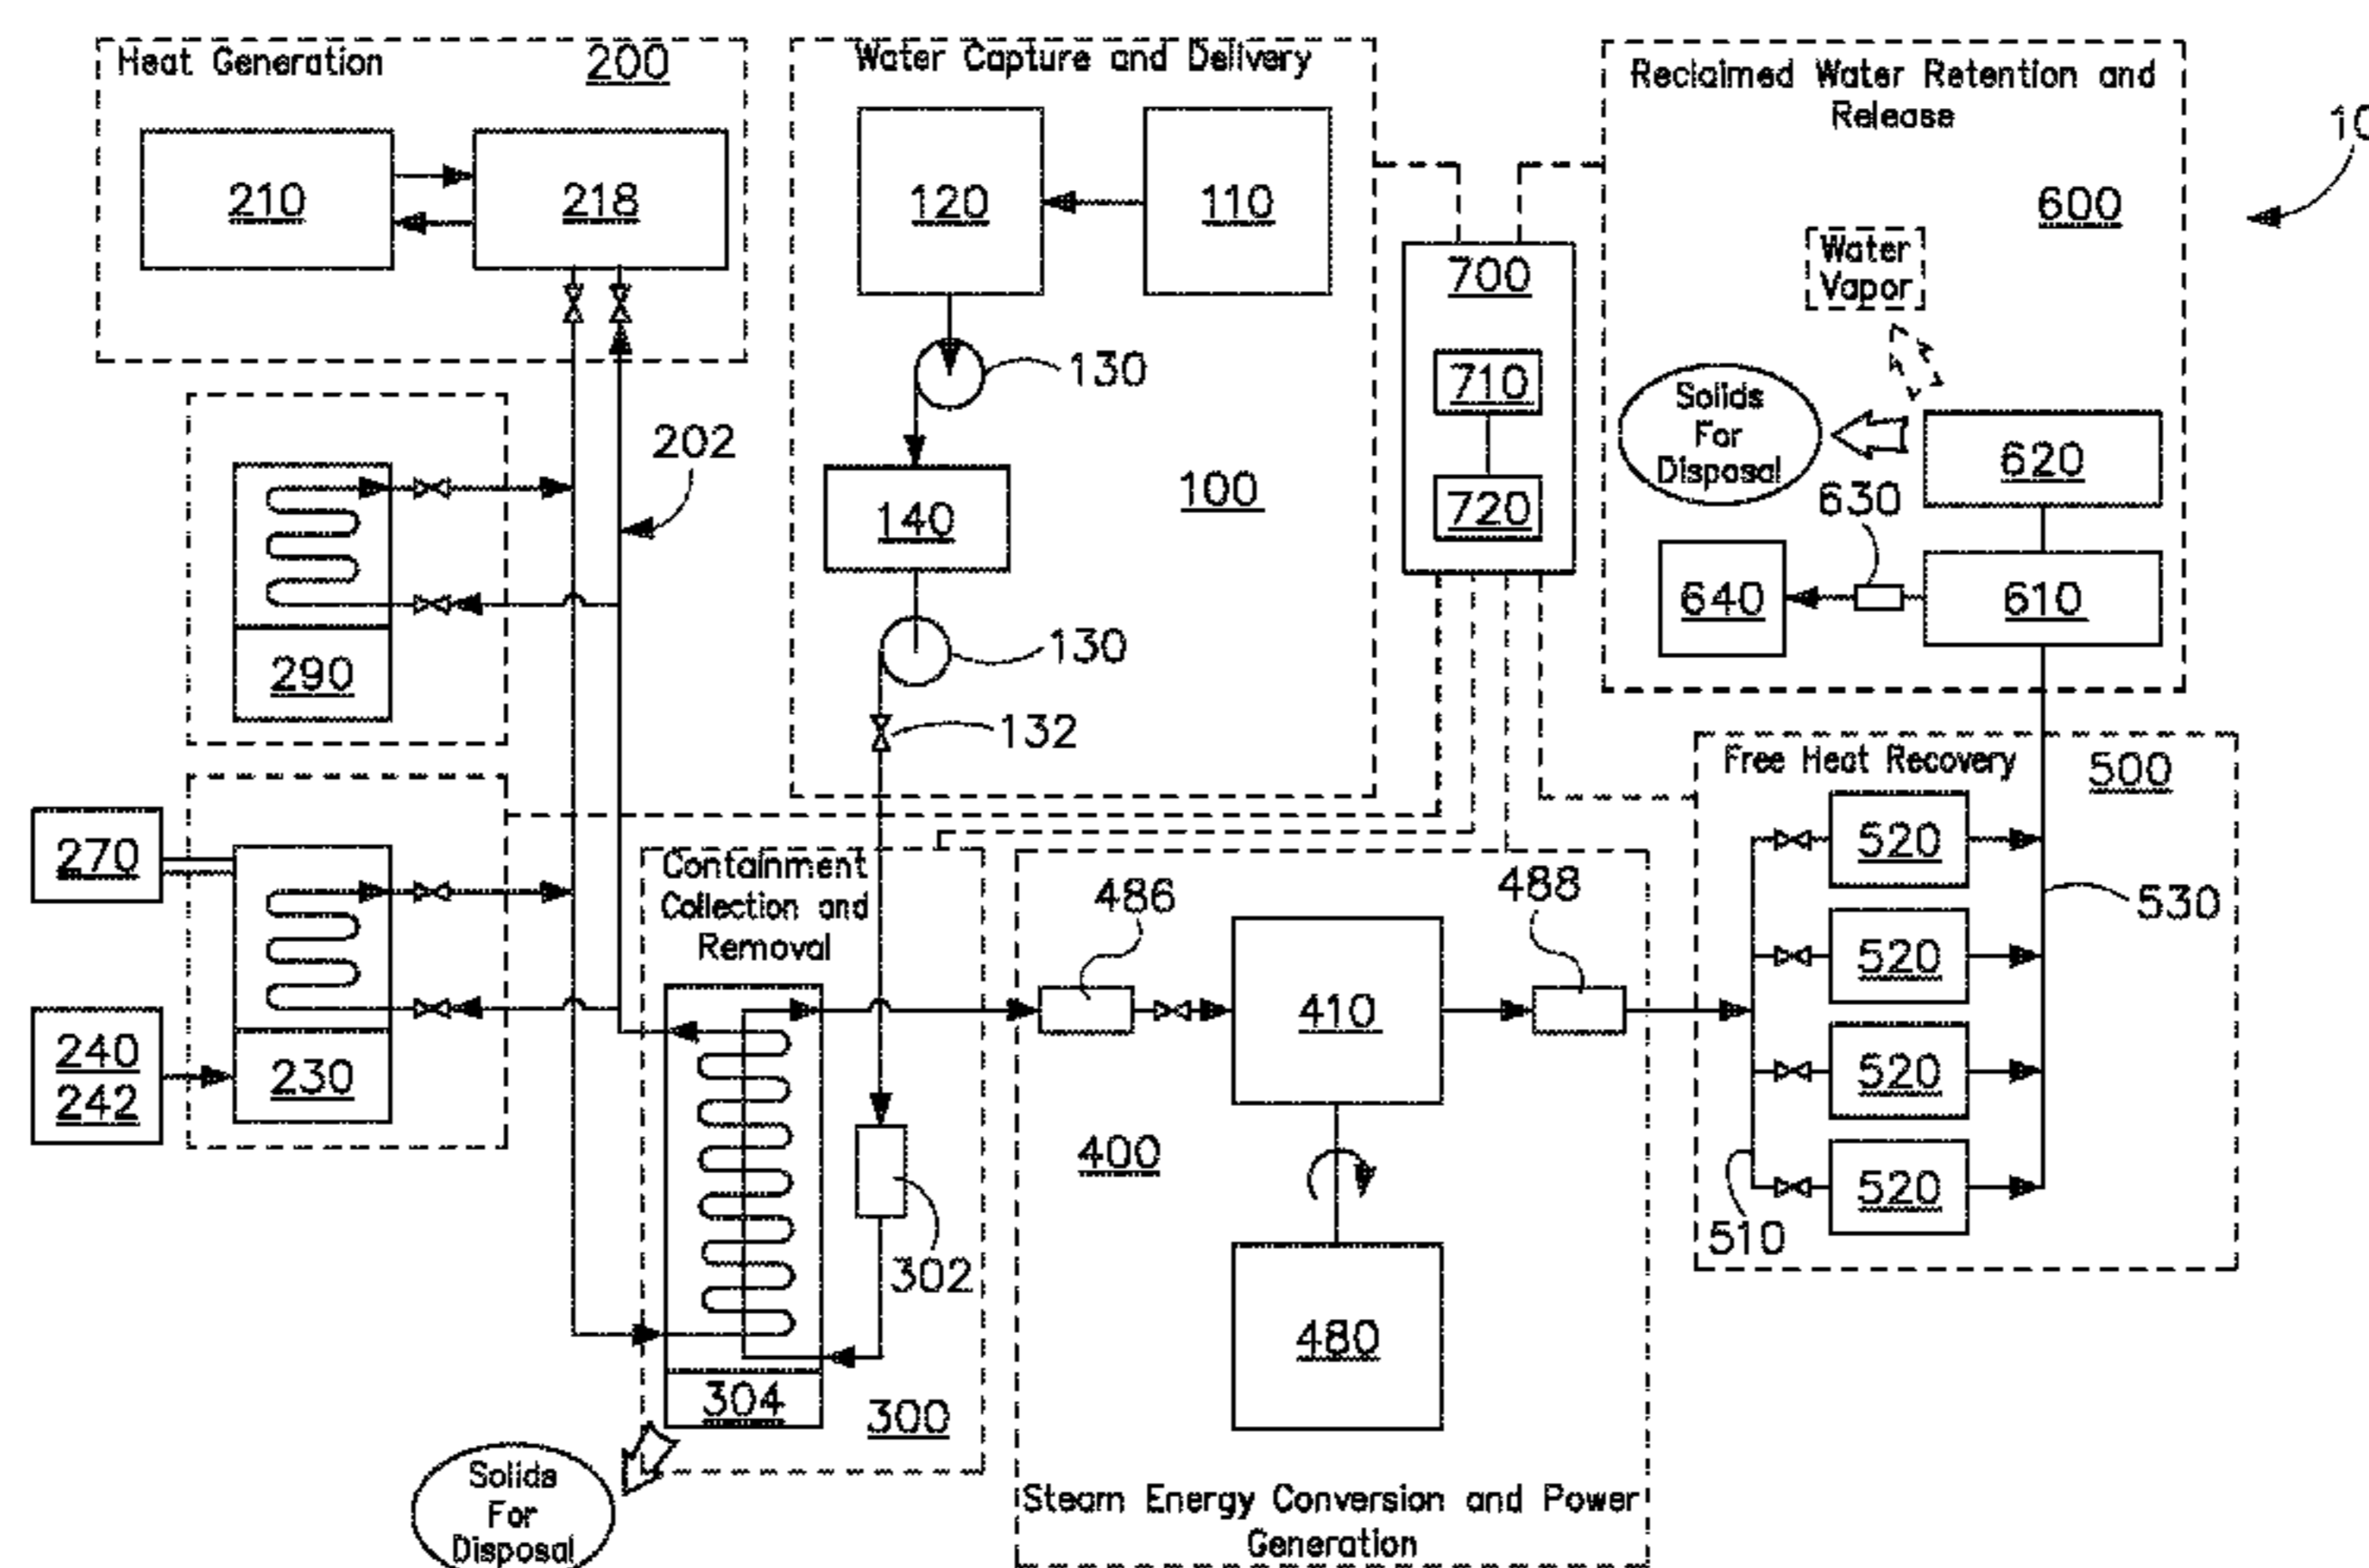 Heat Generation
200
210
218
202
290
270
240
242
230
Water Capture and Delivery
120
110
130
140
100
130
132
700
710
720
Reclaimed Water Retention and
Release
10
600
Water
Vapor
Solids
For
Disposal
620
630
640
610
Free Heat Recovery
500
520
520
530
520
520
510
Containment
Collection and
Removal
302
304
300
Solids
For
Disposal
486
488
410
400
480
Steam Energy Conversion and Power
Generation